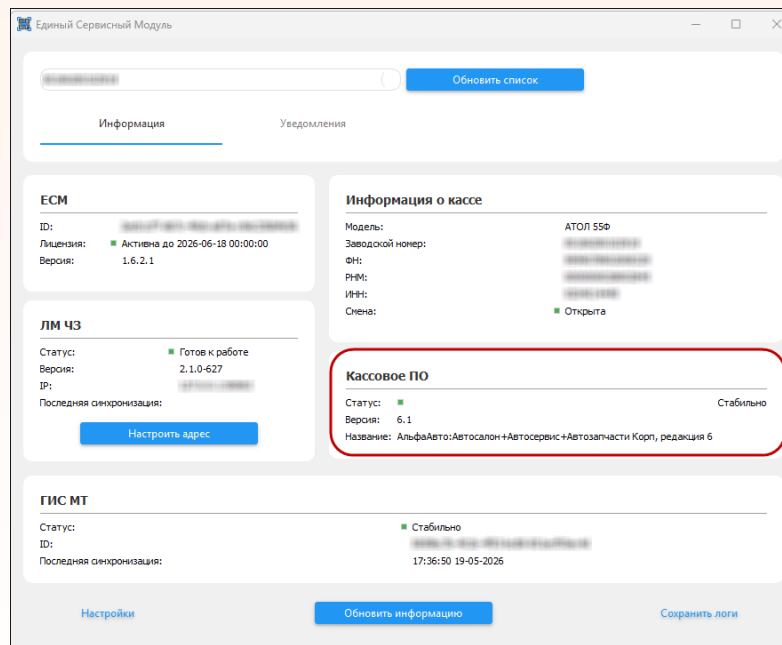 Единый Сервисный Модуль
Обновить список
Информация
Уведомления
ЕСМ
ID:
Лицензия: Активна до 2026-06-18 00:00:00
Версия: 1.6.2.1
Информация о кассе
Модель: АТОЛ 55Ф
Заводской номер:
ФН:
РНМ:
ИНН:
Смена: Открыта
ЛМ ЧЗ
Статус: Готов к работе
Версия: 2.1.0-627
IP:
Последняя синхронизация:
Настроить адрес
Кассовое ПО
Статус: Стабильно
Версия: 6.1
Название: АльфаАвто:Автосалон+Автосервис+Автозапчасти Корп, редакция 6
ГИС МТ
Статус: Стабильно
ID:
Последняя синхронизация: 17:36:50 19-05-2026
Настройки
Обновить информацию
Сохранить логи